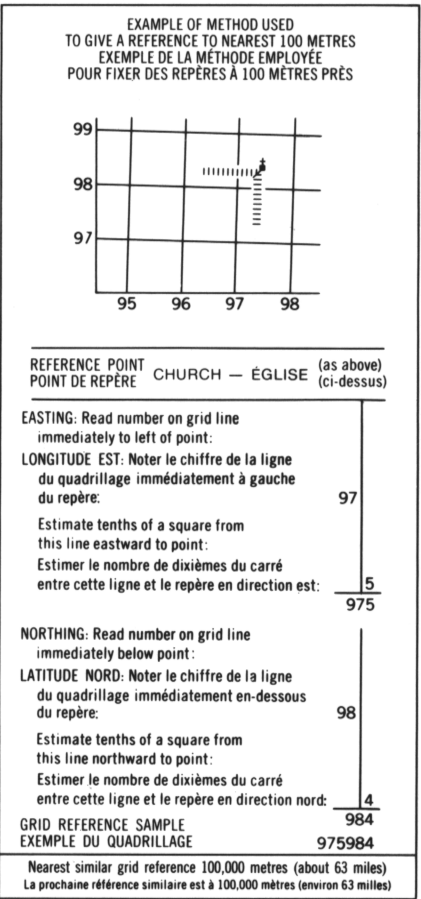 EXAMPLE OF METHOD USED
TO GIVE A REFERENCE TO NEAREST 100 METRES
EXEMPLE DE LA MÉTHODE EMPLOYÉE
POUR FIXER DES REPÈRES À 100 MÈTRES PRÈS
99
98
97
95 96 97 98
REFERENCE POINT
POINT DE REPÈRE
CHURCH — ÉGLISE
(as above)
(ci-dessus)
EASTING: Read number on grid line
immediately to left of point:
LONGITUDE EST: Noter le chiffre de la ligne
du quadrillage immédiatement à gauche
du repère: 97
Estimate tenths of a square from
this line eastward to point:
Estimer le nombre de dixièmes du carré
entre cette ligne et le repère en direction est: 5
975
NORTHING: Read number on grid line
immediately below point:
LATITUDE NORD: Noter le chiffre de la ligne
du quadrillage immédiatement en-dessous
du repère: 98
Estimate tenths of a square from
this line northward to point:
Estimer le nombre de dixièmes du carré
entre cette ligne et le repère en direction nord: 4
984
GRID REFERENCE SAMPLE
EXEMPLE DU QUADRILLAGE 975984
Nearest similar grid reference 100,000 metres (about 63 miles)
La prochaine référence similaire est à 100,000 mètres (environ 63 milles)